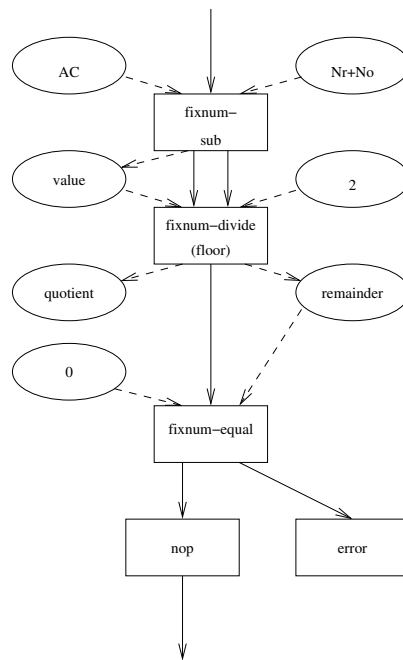 AC
Nr+No
fixnum−
sub
value
2
fixnum−divide
(floor)
quotient
remainder
0
fixnum−equal
nop
error